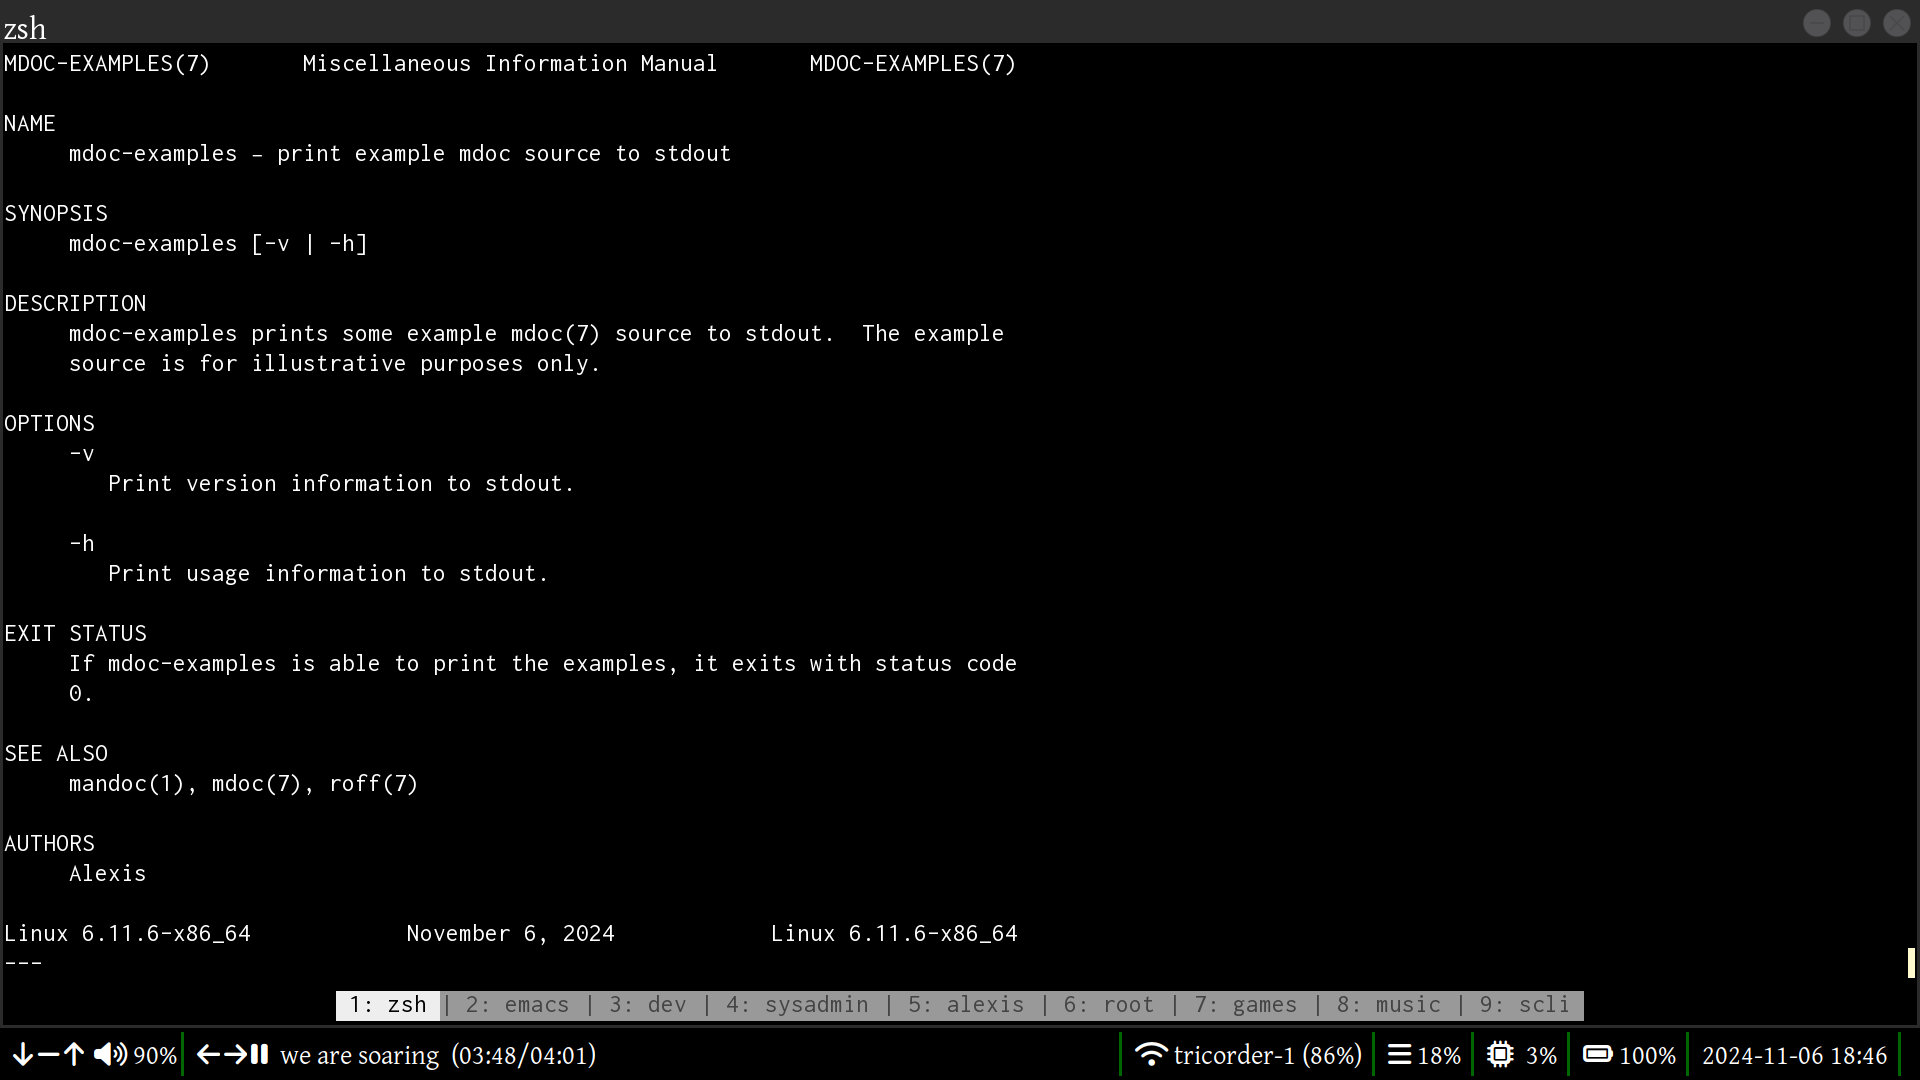 zsh
MDOC-EXAMPLES(7) Miscellaneous Information Manual MDOC-EXAMPLES(7)
NAME
mdoc-examples – print example mdoc source to stdout
SYNOPSIS
mdoc-examples [-v | -h]
DESCRIPTION
mdoc-examples prints some example mdoc(7) source to stdout.  The example
source is for illustrative purposes only.
OPTIONS
-v
Print version information to stdout.
-h
Print usage information to stdout.
EXIT STATUS
If mdoc-examples is able to print the examples, it exits with status code
0.
SEE ALSO
mandoc(1), mdoc(7), roff(7)
AUTHORS
Alexis
Linux 6.11.6-x86_64 November 6, 2024 Linux 6.11.6-x86_64
---
1: zsh | 2: emacs | 3: dev | 4: sysadmin | 5: alexis | 6: root | 7: games | 8: music | 9: scli
90% we are soaring (03:48/04:01) tricorder-1 (86%) 18% 3% 100% 2024-11-06 18:46